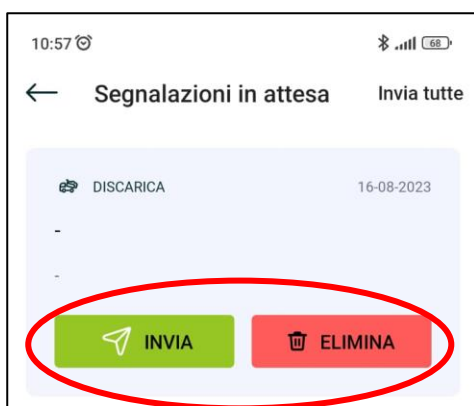 10:57 68
Segnalazioni in attesa Invia tutte
DISCARICA 16-08-2023
-
-
INVIA ELIMINA